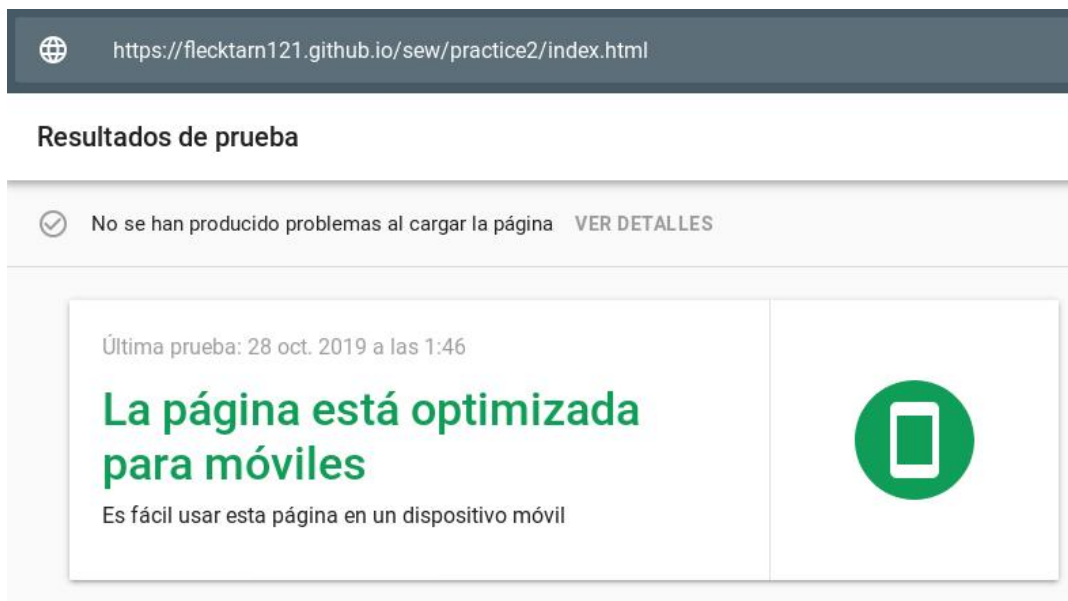 https://flecktarn121.github.io/sew/practice2/index.html
Resultados de prueba
No se han producido problemas al cargar la página VER DETALLES
Última prueba: 28 oct. 2019 a las 1:46
La página está optimizada
para móviles
Es fácil usar esta página en un dispositivo móvil